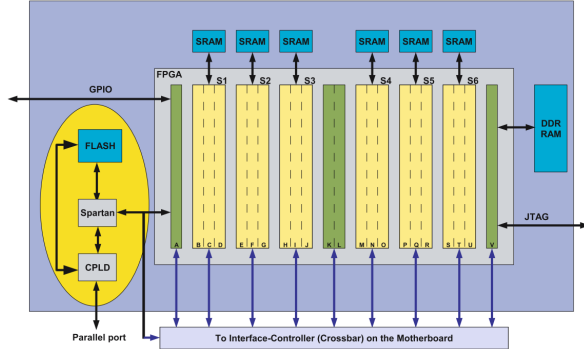 SRAM SRAM SRAM SRAM SRAM SRAM
FPGA
S1 S2 S3 S4 S5 S6
GPIO
DDR
RAM
FLASH
Spartan
JTAG
A B C D E F G H I J K L M N O P Q R S T U V
CPLD
Parallel port
To Interface-Controller (Crossbar) on the Motherboard